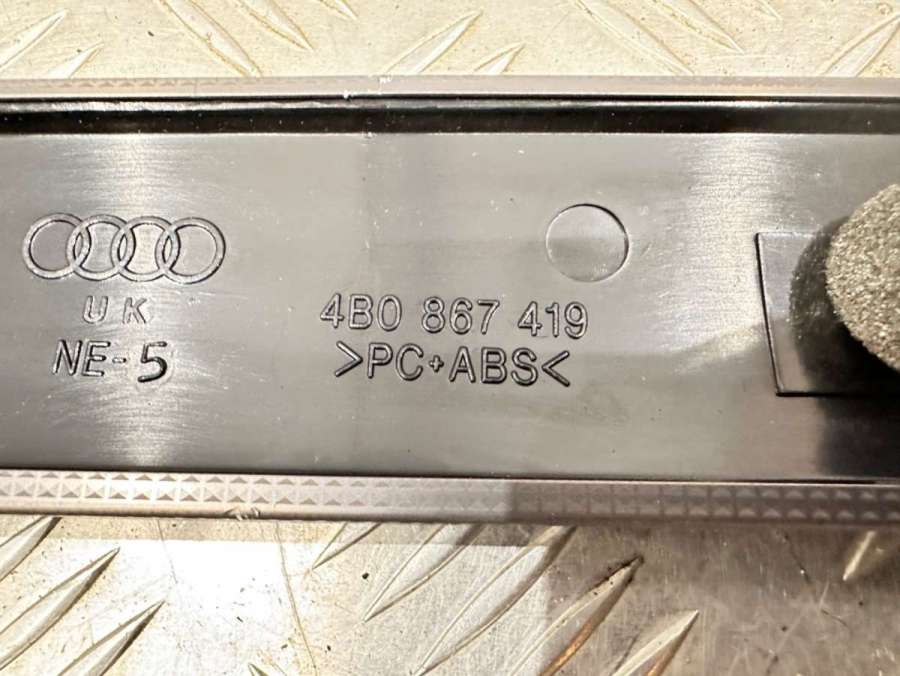 UK
NE-5
4B0 867 419
>PC+ABS<